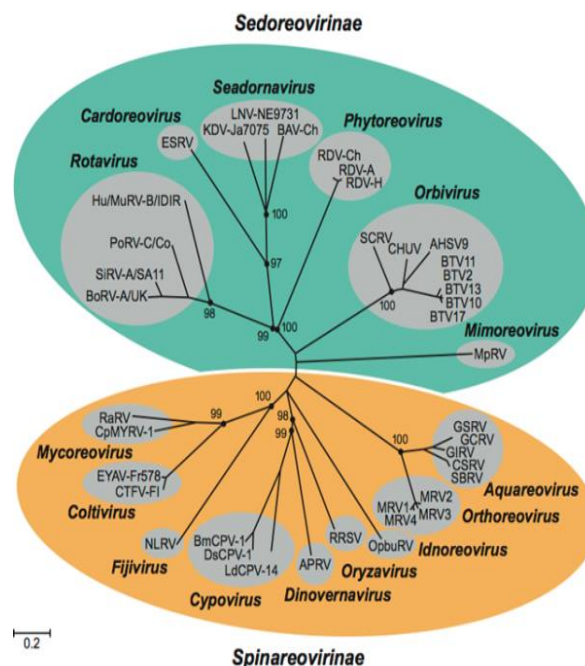 Sedoreovirinae
Seadornavirus
LNV-NE9731
KDV-Ja7075 BAV-Ch
Cardoreovirus
ESRV
Phytoreovirus
RDV-Ch
RDV-A
RDV-H
Rotavirus
Hu/MuRV-B/IDIR
PoRV-C/Co
SiRV-A/SA11
BoRV-A/UK
Orbivirus
SCRV
CHUV
AHSV9
BTV11
BTV2
BTV13
BTV10
BTV17
100
97
98
99
100
100
Mimoreovirus
MpRV
100
99
98
99
100
RaRV
CpMYRV-1
Mycoreovirus
EYAV-Fr578
CTFV-Fl
Coltivirus
GSRV
GCRV
GIRV
CSRV
SBRV
Aquareovirus
MRV2
MRV1
MRV4 MRV3
Orthoreovirus
NLRV
Fijivirus
BmCPV-1
DsCPV-1
LdCPV-14
Cypovirus
APRV
Dinovernavirus
RRSV
Oryzavirus
OpbuRV
Idnoreovirus
0.2
Spinareovirinae